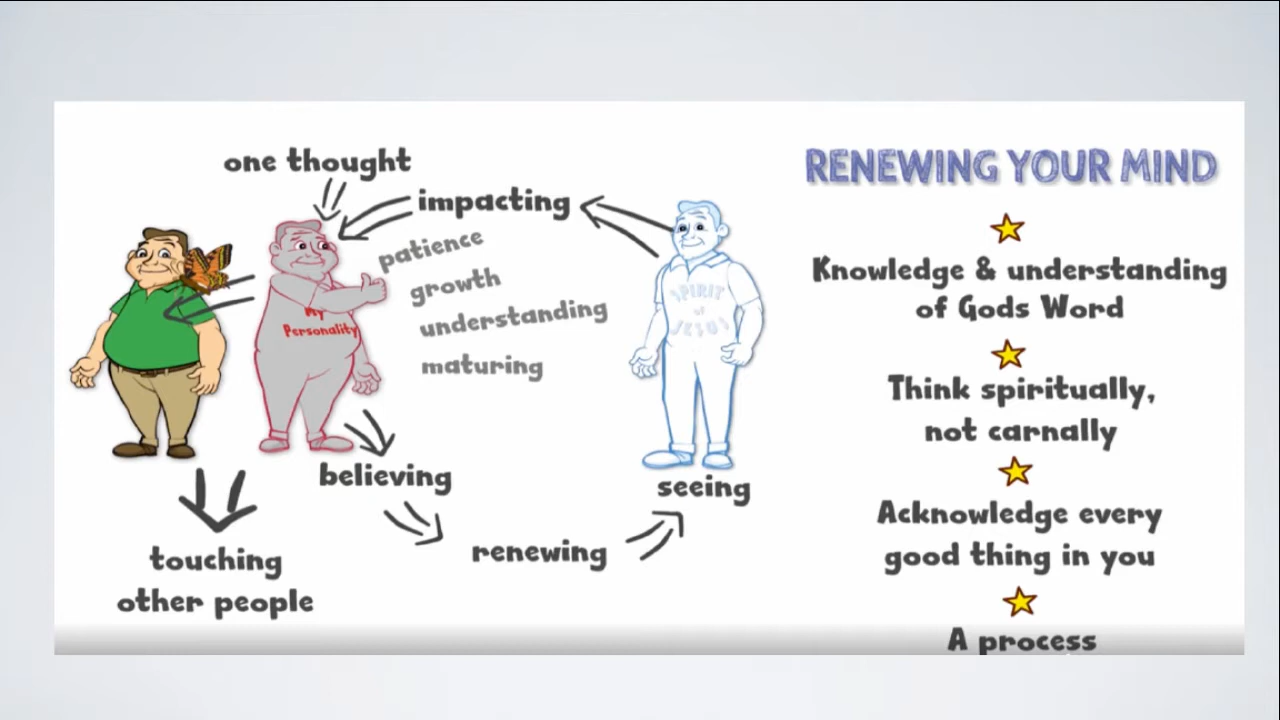 one thought
impacting
patience
growth
understanding
maturing
My
Personality
SPIRIT
of
JESUS
believing
renewing
seeing
touching
other people
RENEWING YOUR MIND
Knowledge & understanding
of Gods Word
Think spiritually,
not carnally
Acknowledge every
good thing in you
A process